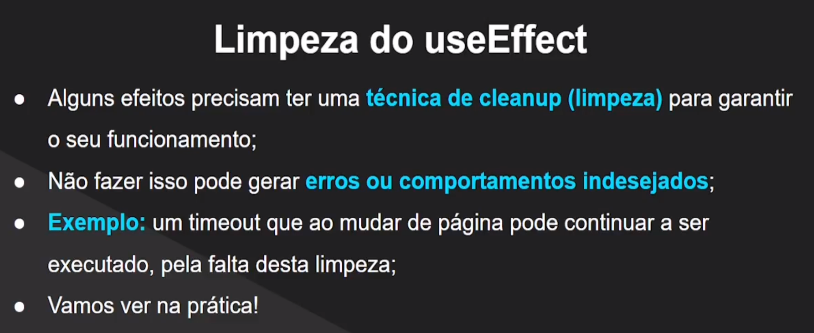 Limpeza do useEffect
● Alguns efeitos precisam ter uma técnica de cleanup (limpeza) para garantir
o seu funcionamento;
● Não fazer isso pode gerar erros ou comportamentos indesejados;
● Exemplo: um timeout que ao mudar de página pode continuar a ser
executado, pela falta desta limpeza;
● Vamos ver na prática!